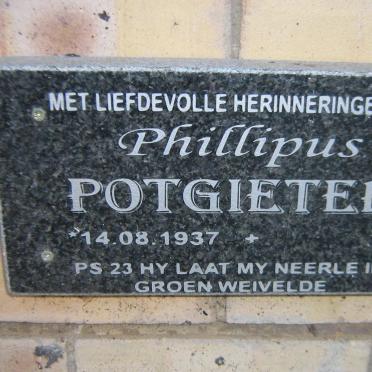 MET LIEFDEVOLLE HERINNERINGE
Phillipus
POTGIETE
*14.08.1937 +
PS 23 HY LAAT MY NEERLE I
GROEN WEIVELDE